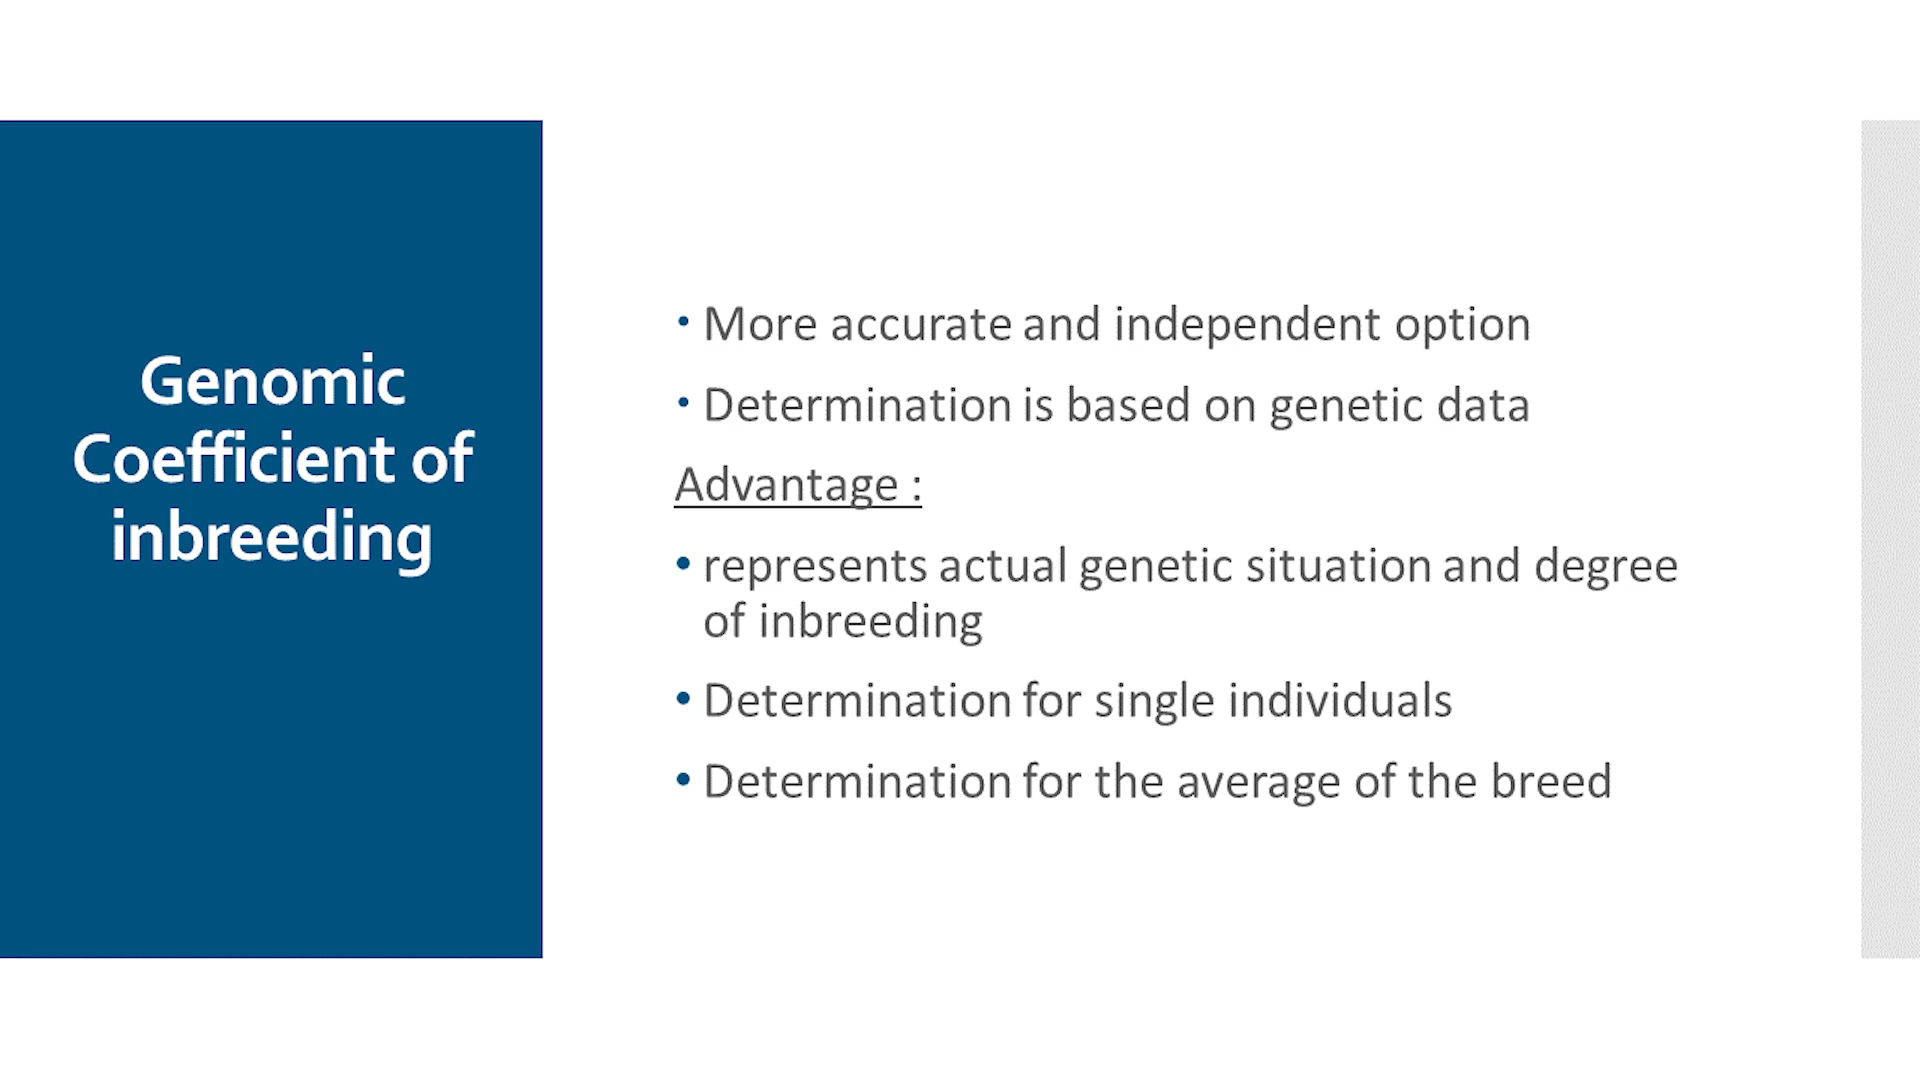 Genomic
Coefficient of
inbreeding
• More accurate and independent option
• Determination is based on genetic data
Advantage :
• represents actual genetic situation and degree
of inbreeding
• Determination for single individuals
• Determination for the average of the breed